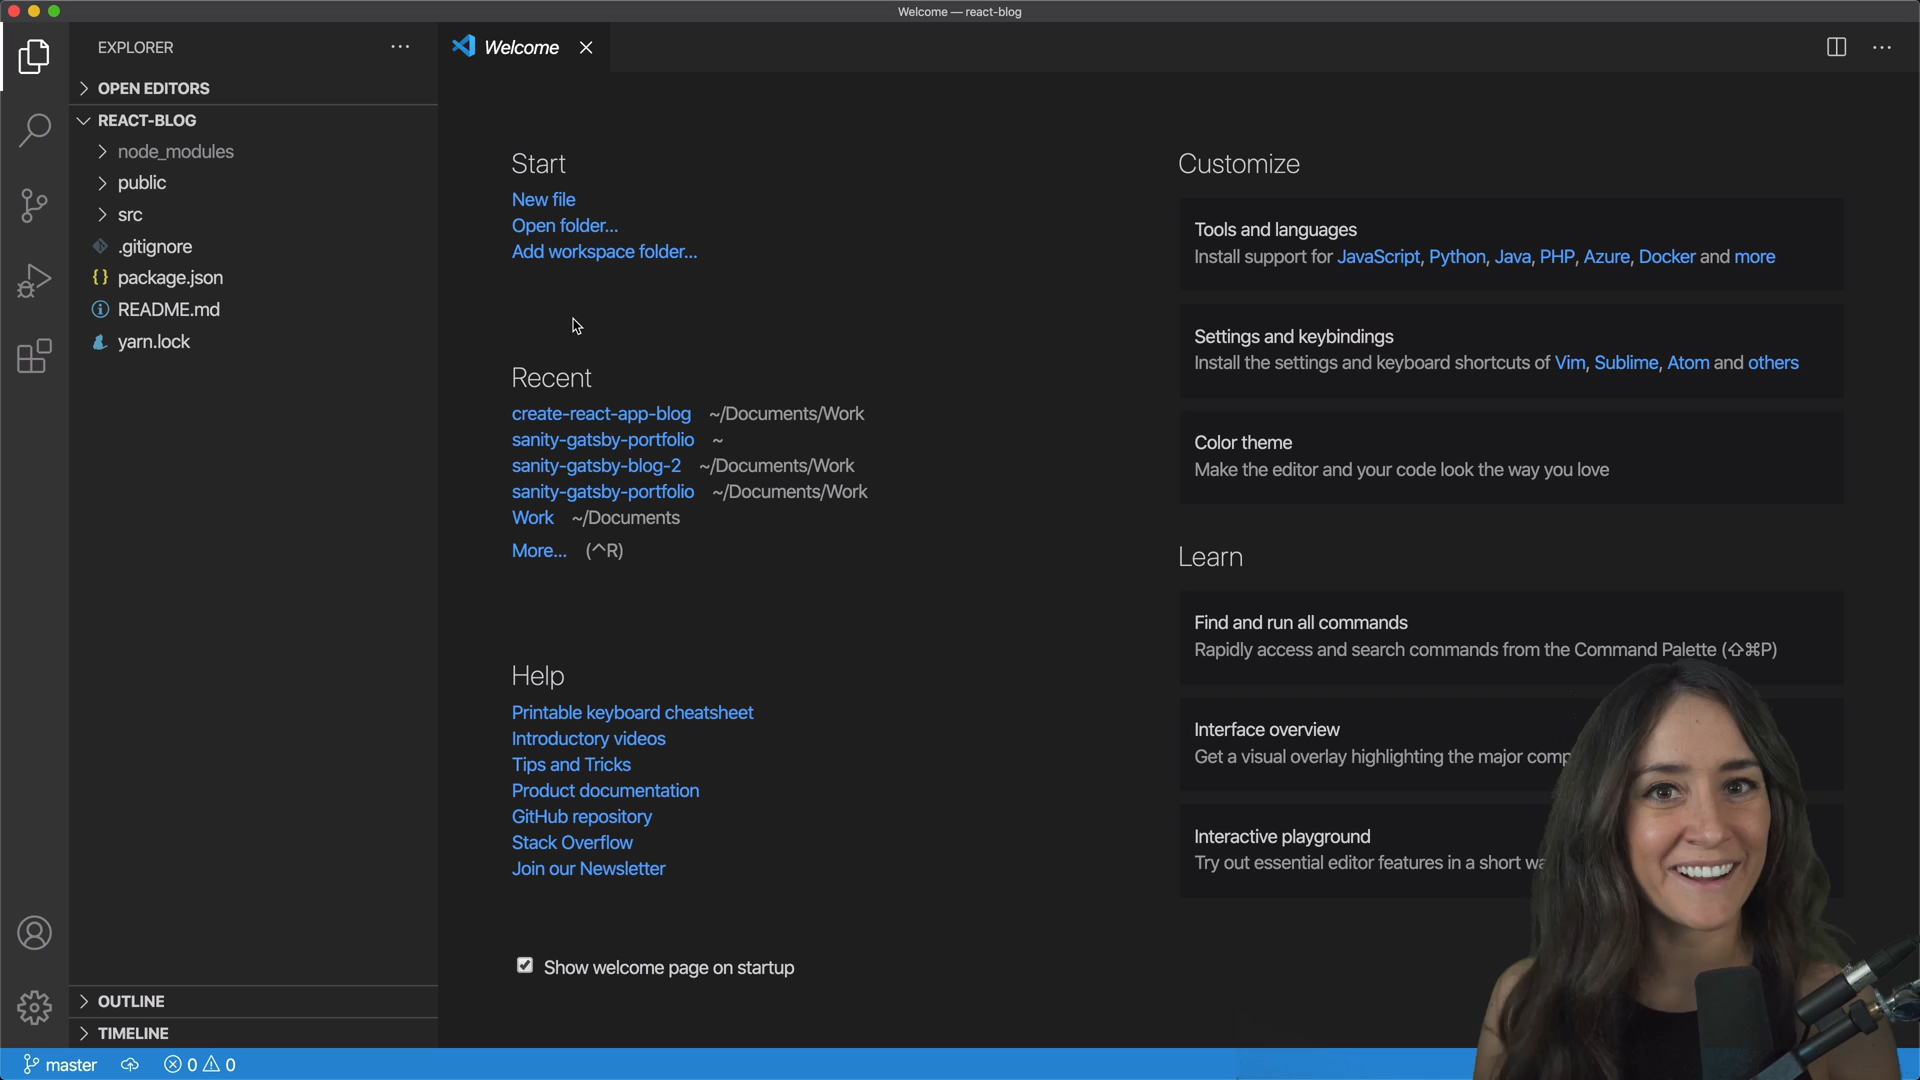 Welcome — react-blog
EXPLORER
OPEN EDITORS
REACT-BLOG
node_modules
public
src
.gitignore
package.json
README.md
yarn.lock
OUTLINE
TIMELINE
Welcome
Start
New file
Open folder...
Add workspace folder...
Recent
create-react-app-blog ~/Documents/Work
sanity-gatsby-portfolio ~
sanity-gatsby-blog-2 ~/Documents/Work
sanity-gatsby-portfolio ~/Documents/Work
Work ~/Documents
More... (^R)
Help
Printable keyboard cheatsheet
Introductory videos
Tips and Tricks
Product documentation
GitHub repository
Stack Overflow
Join our Newsletter
Show welcome page on startup
Customize
Tools and languages
Install support for JavaScript, Python, Java, PHP, Azure, Docker and more
Settings and keybindings
Install the settings and keyboard shortcuts of Vim, Sublime, Atom and others
Color theme
Make the editor and your code look the way you love
Learn
Find and run all commands
Rapidly access and search commands from the Command Palette (⇧⌘P)
Interface overview
Get a visual overlay highlighting the major
Interactive playground
Try out essential editor features in a short
master 0 0